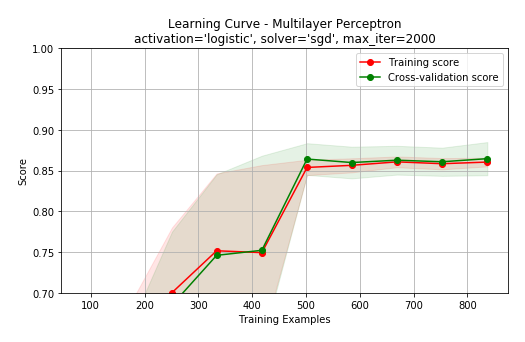 Learning Curve - Multilayer Perceptron
activation='logistic', solver='sgd', max_iter=2000
Training score
Cross-validation score
Score
1.00
0.95
0.90
0.85
0.80
0.75
0.70
100 200 300 400 500 600 700 800
Training Examples